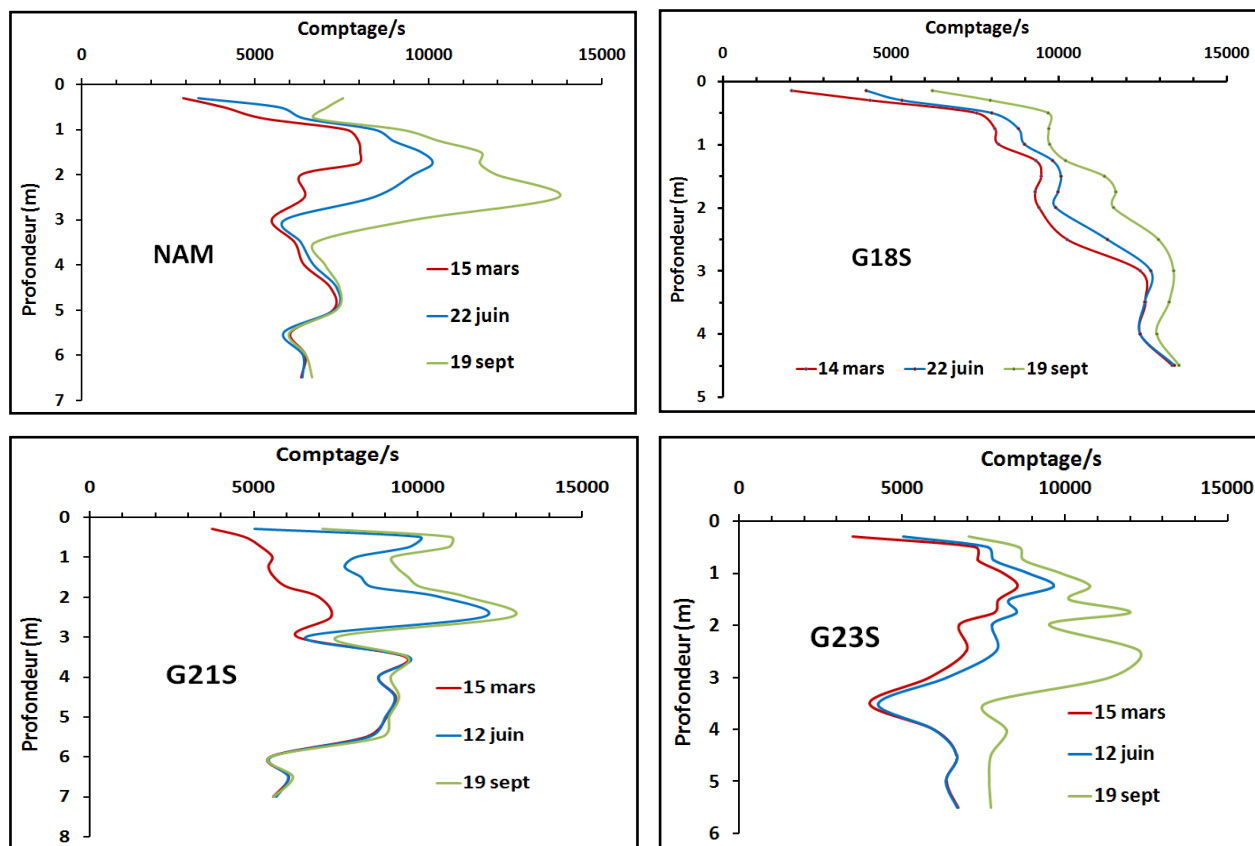 Comptage/s
0 5000 10000 15000
0
1
2
3
4
5
6
7
Profondeur (m)
NAM
15 mars
22 juin
19 sept
Comptage/s
0 5000 10000 15000
0
1
2
3
4
5
Profondeur (m)
G18S
14 mars 22 juin 19 sept
Comptage/s
0 5000 10000 15000
0
1
2
3
4
5
6
7
8
Profondeur (m)
G21S
15 mars
12 juin
19 sept
Comptage/s
0 5000 10000 15000
0
1
2
3
4
5
6
Profondeur (m)
G23S
15 mars
12 juin
19 sept